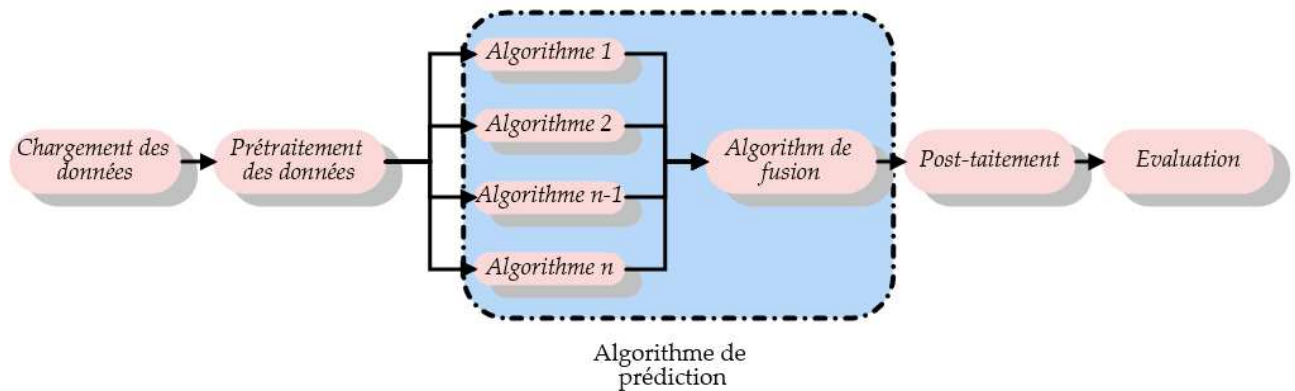 Chargement des
données
Prétraitement
des données
Algorithme 1
Algorithme 2
Algorithme n-1
Algorithme n
Algorithm de
fusion
Post-taitement
Evaluation
Algorithme de
prédiction